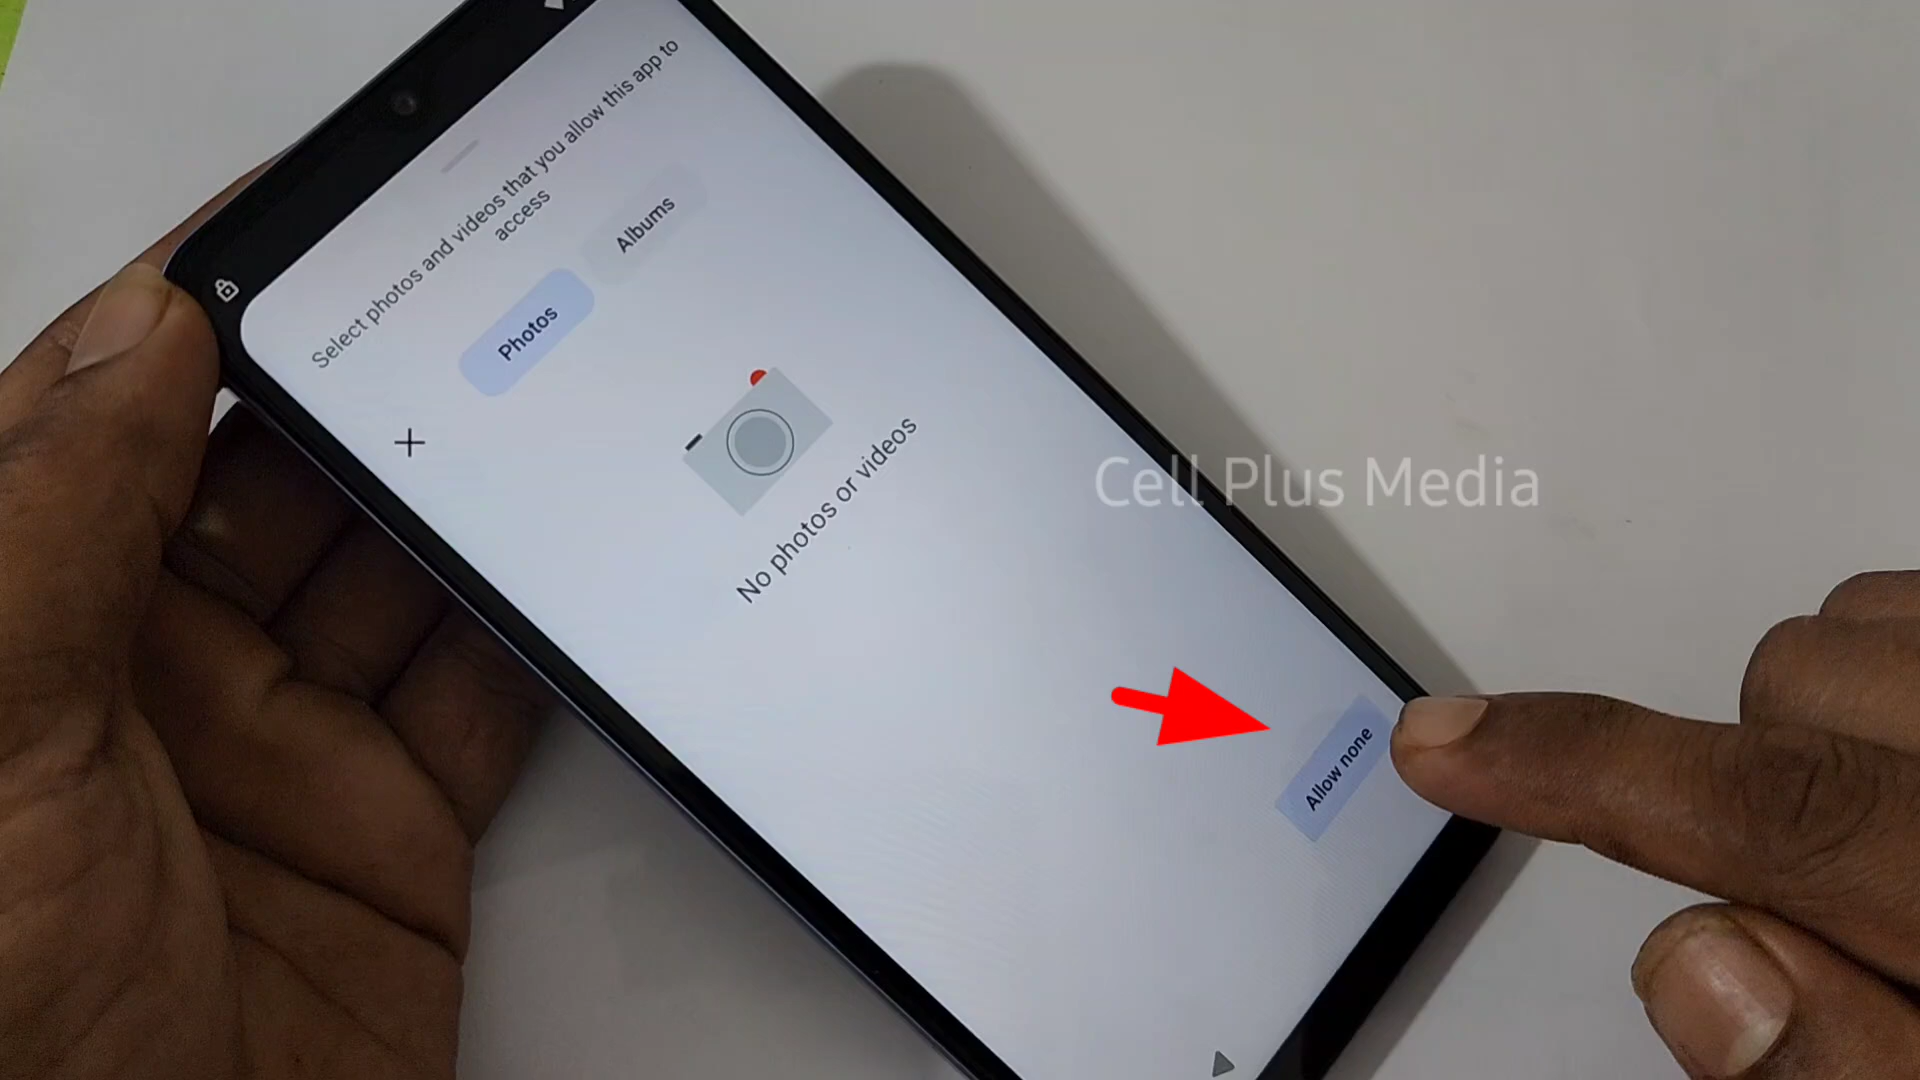 Select photos and videos that you allow this app to
access
Photos
Albums
No photos or videos
Cell Plus Media
Allow none